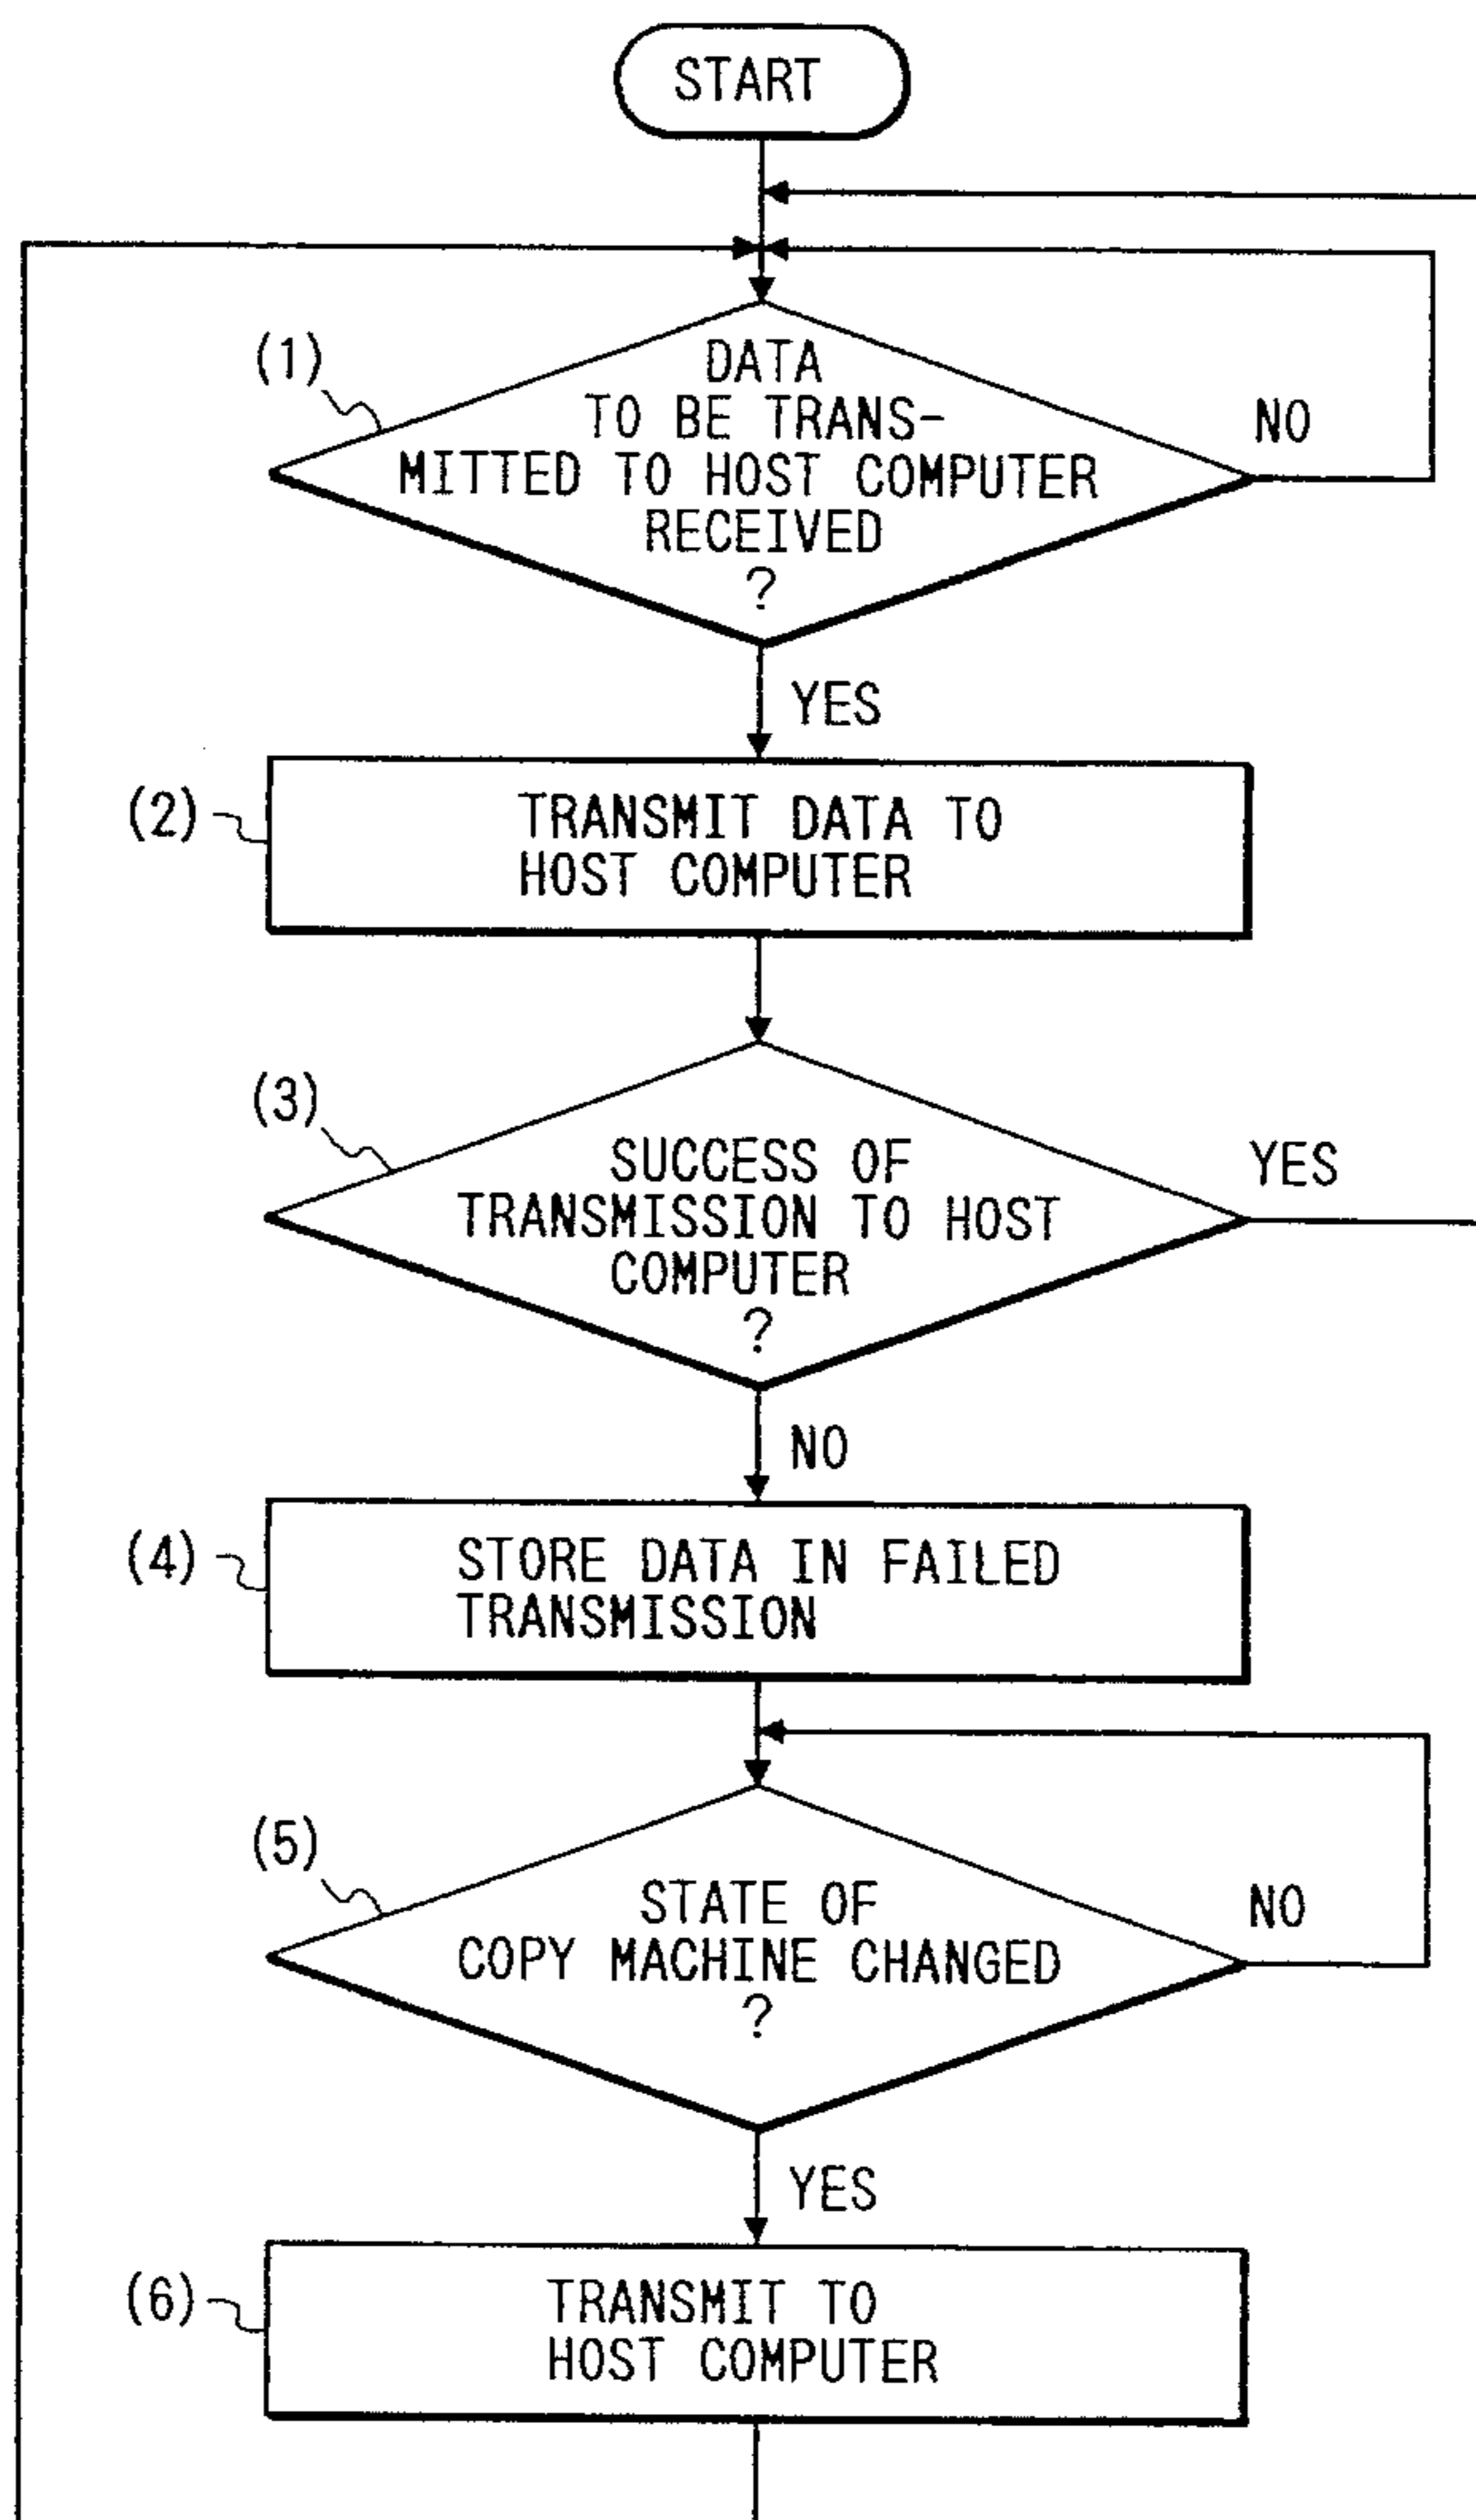 START
(1)
DATA
TO BE TRANS-
MITTED TO HOST COMPUTER
RECEIVED
?
NO
YES
(2)
TRANSMIT DATA TO
HOST COMPUTER
(3)
SUCCESS OF
TRANSMISSION TO HOST
COMPUTER
?
YES
NO
(4)
STORE DATA IN FAILED
TRANSMISSION
(5)
STATE OF
COPY MACHINE CHANGED
?
NO
YES
(6)
TRANSMIT TO
HOST COMPUTER